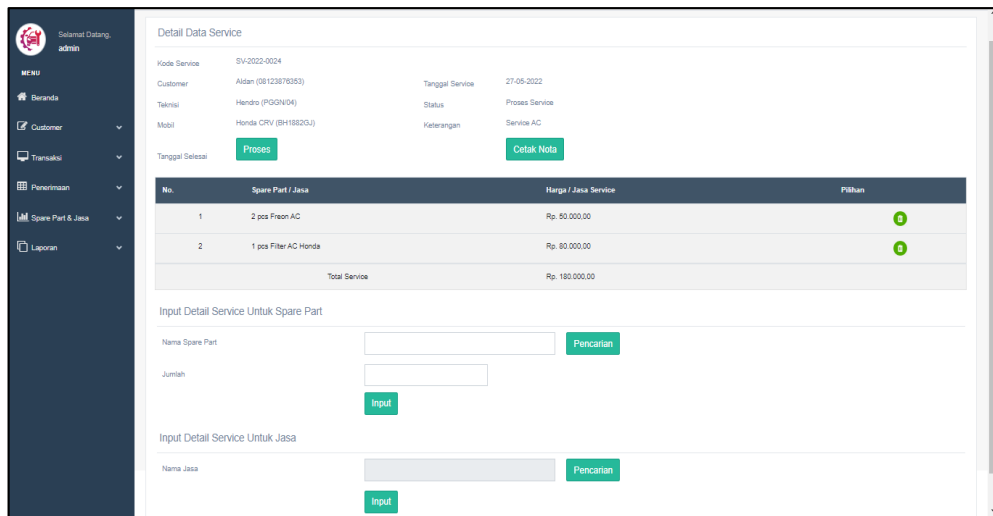 Selamat Datang,
admin
MENU
Beranda
Customer
Transaksi
Penerimaan
Spare Part & Jasa
Laporan
Detail Data Service
Kode Service SV-2022-0024
Customer Aldan (08123876353) Tanggal Service 27-05-2022
Teknisi Hendro (PGGN/04) Status Proses Service
Mobil Honda CRV (BH1882GJ) Keterangan Service AC
Tanggal Selesai Proses Cetak Nota
No. Spare Part / Jasa Harga / Jasa Service Pilihan
1 2 pcs Freon AC Rp. 50.000,00
2 1 pcs Filter AC Honda Rp. 80.000,00
Total Service Rp. 180.000,00
Input Detail Service Untuk Spare Part
Nama Spare Part Pencarian
Jumlah
Input
Input Detail Service Untuk Jasa
Nama Jasa Pencarian
Input